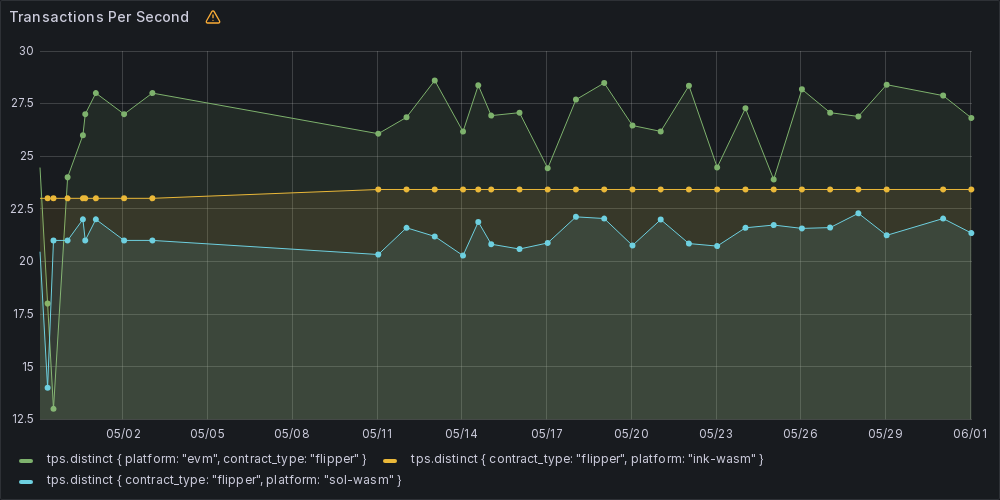 Transactions Per Second
30
27.5
25
22.5
20
17.5
15
12.5
05/02 05/05 05/08 05/11 05/14 05/17 05/20 05/23 05/26 05/29 06/01
tps.distinct { platform: "evm", contract_type: "flipper" } tps.distinct { contract_type: "flipper", platform: "ink-wasm" }
tps.distinct { contract_type: "flipper", platform: "sol-wasm" }